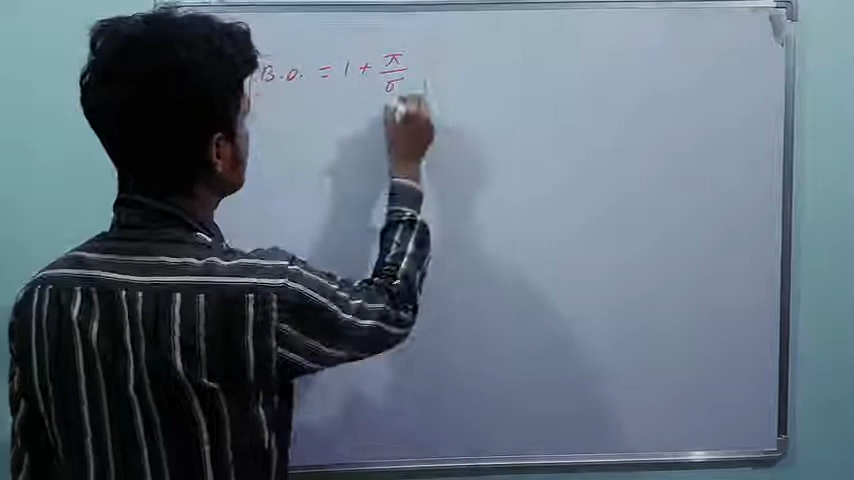 B.O. = 1 + π/σ